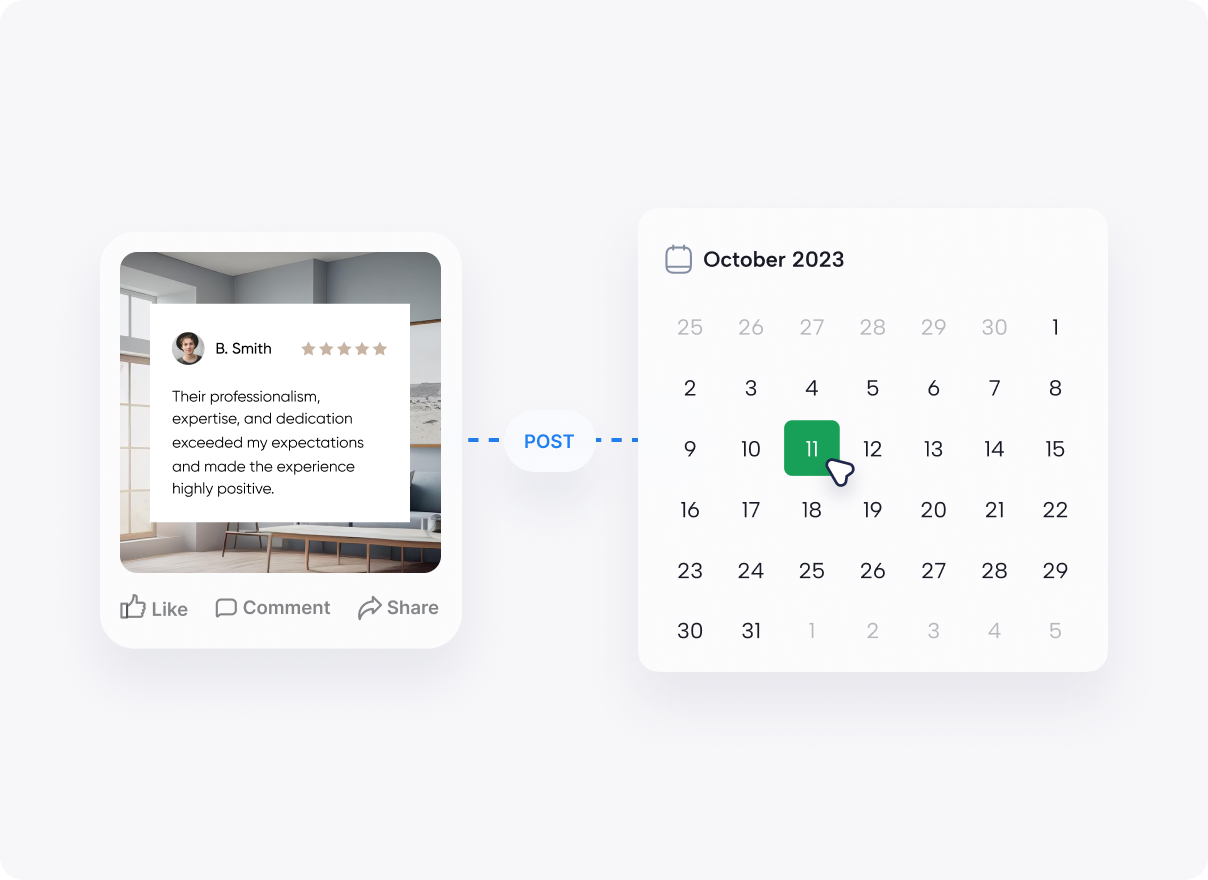 B. Smith
Their professionalism,
expertise, and dedication
exceeded my expectations
and made the experience
highly positive.
Like Comment Share
POST
October 2023
25 26 27 28 29 30 1
2 3 4 5 6 7 8
9 10 11 12 13 14 15
16 17 18 19 20 21 22
23 24 25 26 27 28 29
30 31 1 2 3 4 5